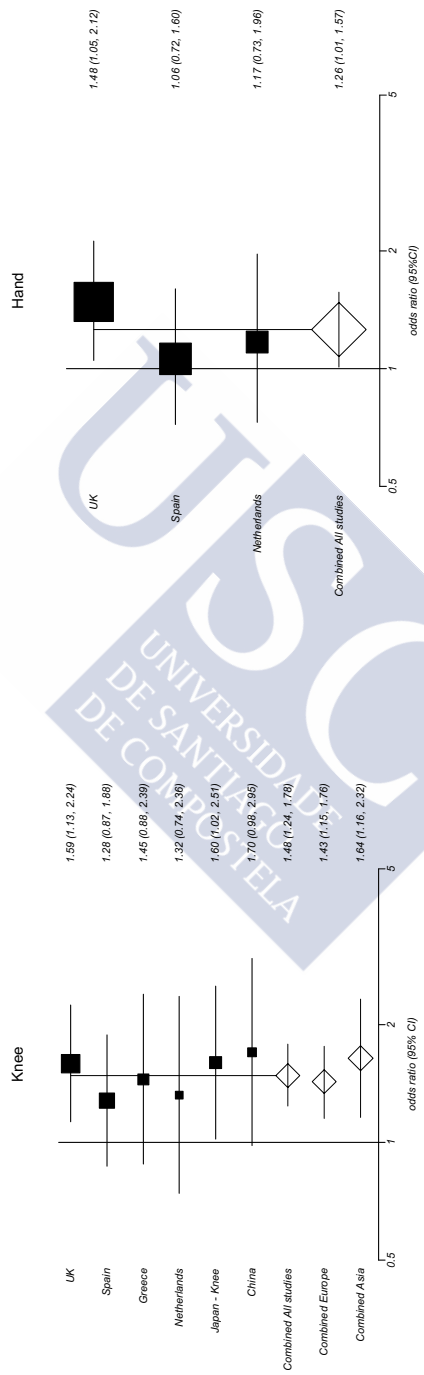 Knee
UK 1.59 (1.13, 2.24)
Spain 1.28 (0.87, 1.88)
Greece 1.45 (0.88, 2.39)
Netherlands 1.32 (0.74, 2.36)
Japan - Knee 1.60 (1.02, 2.51)
China 1.70 (0.98, 2.95)
Combined All studies 1.48 (1.24, 1.78)
Combined Europe 1.43 (1.15, 1.76)
Combined Asia 1.64 (1.16, 2.32)
0.5 1 2 5
odds ratio (95% CI)
Hand
UK 1.48 (1.05, 2.12)
Spain 1.06 (0.72, 1.60)
Netherlands 1.17 (0.73, 1.96)
Combined All studies 1.26 (1.01, 1.57)
0.5 1 2 5
odds ratio (95%CI)
USC
UNIVERSIDADE
DE SANTIAGO
DE COMPOSTELA